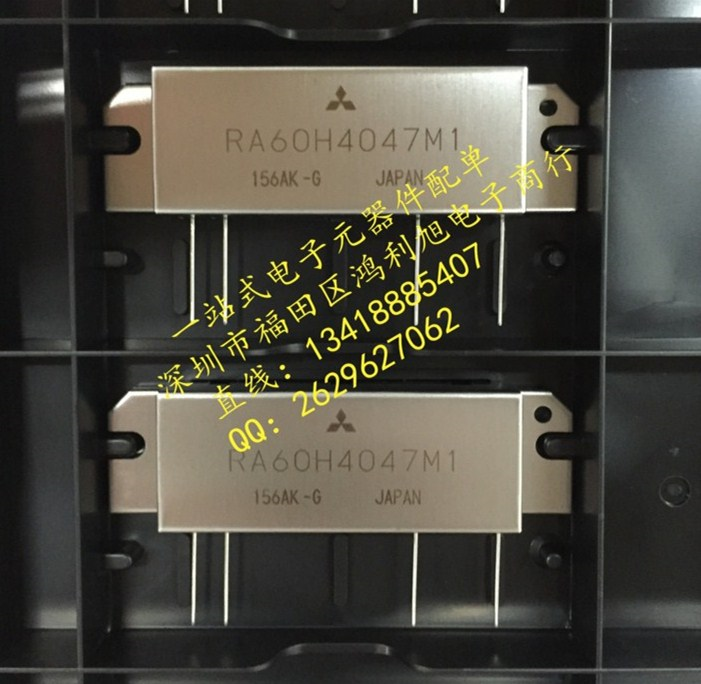 RA60H4047M1
156AK-G JAPAN
一站式电子元器件配单
深圳市福田区鸿利旭电子商行
直线：13418885407
QQ：2629627062
RA60H4047M1
156AK-G JAPAN